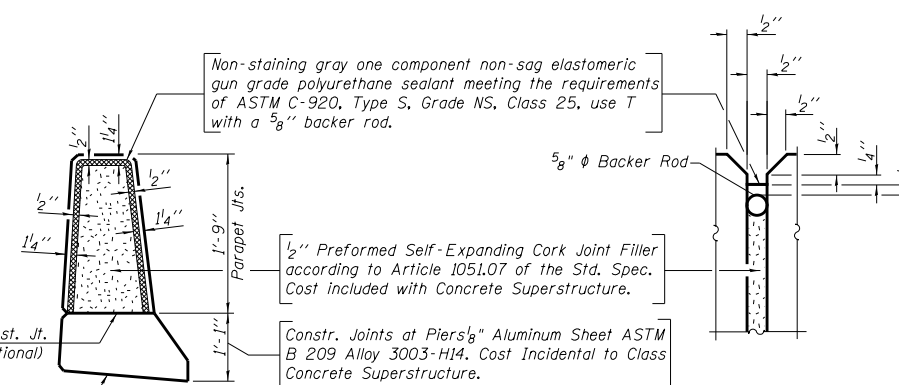 1/2"
Non-staining gray one component non-sag elastomeric
gun grade polyurethane sealant meeting the requirements
of ASTM C-920, Type S, Grade NS, Class 25, use T
with a 5/8" backer rod.
1/2"
1/2"
1/2"
1/4"
5/8" φ Backer Rod
1/2"
1 1/4"
1/2"
1/2"
1 1/4"
1 1/4"
1'-9"
Parapet Jts.
1/2" Preformed Self-Expanding Cork Joint Filler
according to Article 1051.07 of the Std. Spec.
Cost included with Concrete Superstructure.
st. Jt.
tional)
1'-1"
Constr. Joints at Piers 1/8" Aluminum Sheet ASTM
B 209 Alloy 3003-H14. Cost Incidental to Class
Concrete Superstructure.